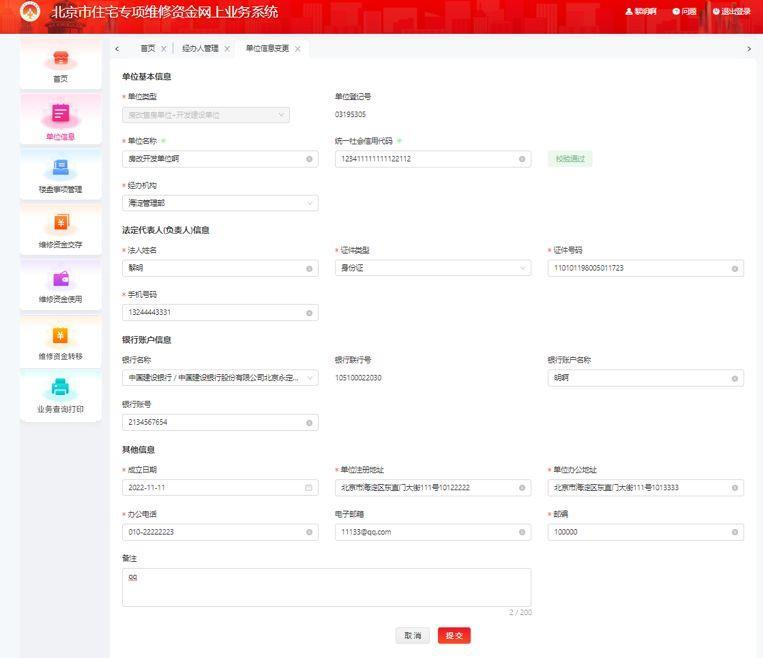 北京市住宅专项维修资金网上业务系统
黎明啊 问题 退出登录
首页 经办人管理 单位信息变更
首页
单位信息
楼盘事项管理
维修资金交存
维修资金使用
维修资金转移
业务查询打印
单位基本信息
* 单位类型 单位登记号
房改售房单位+开发建设单位 03195305
* 单位名称 * 统一社会信用代码 *
房改开发单位啊 123411111111122112 校验通过
* 经办机构
海淀管理部
法定代表人(负责人)信息
* 法人姓名 * 证件类型 * 证件号码
黎明 身份证 110101198005011723
* 手机号码
13244443331
银行账户信息
银行名称 银行联行号 银行账户名称
中国建设银行 / 中国建设银行股份有限公司北京永定... 105100022030 明啊
银行账号
2134567654
其他信息
* 成立日期 * 单位注册地址 * 单位办公地址
2022-11-11 北京市海淀区东直门大街111号10122222 北京市海淀区东直门大街111号1013333
* 办公电话 电子邮箱 * 邮编
010-22222223 11133@qq.com 100000
备注
qq
2 / 200
取 消 提 交